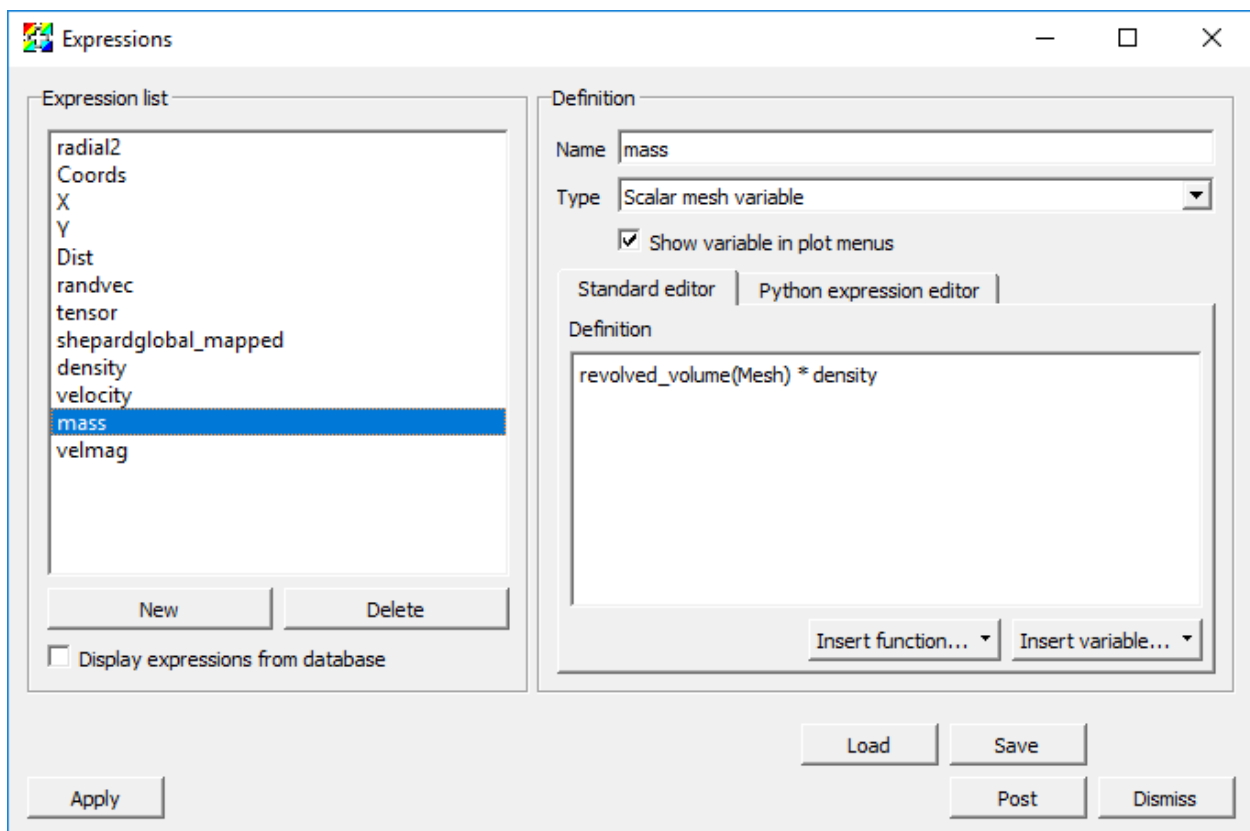 Expressions
Expression list
radial2
Coords
X
Y
Dist
randvec
tensor
shepardglobal_mapped
density
velocity
mass
velmag
New
Delete
Display expressions from database
Definition
Name mass
Type Scalar mesh variable
Show variable in plot menus
Standard editor
Python expression editor
Definition
revolved_volume(Mesh) * density
Insert function...
Insert variable...
Load
Save
Apply
Post
Dismiss